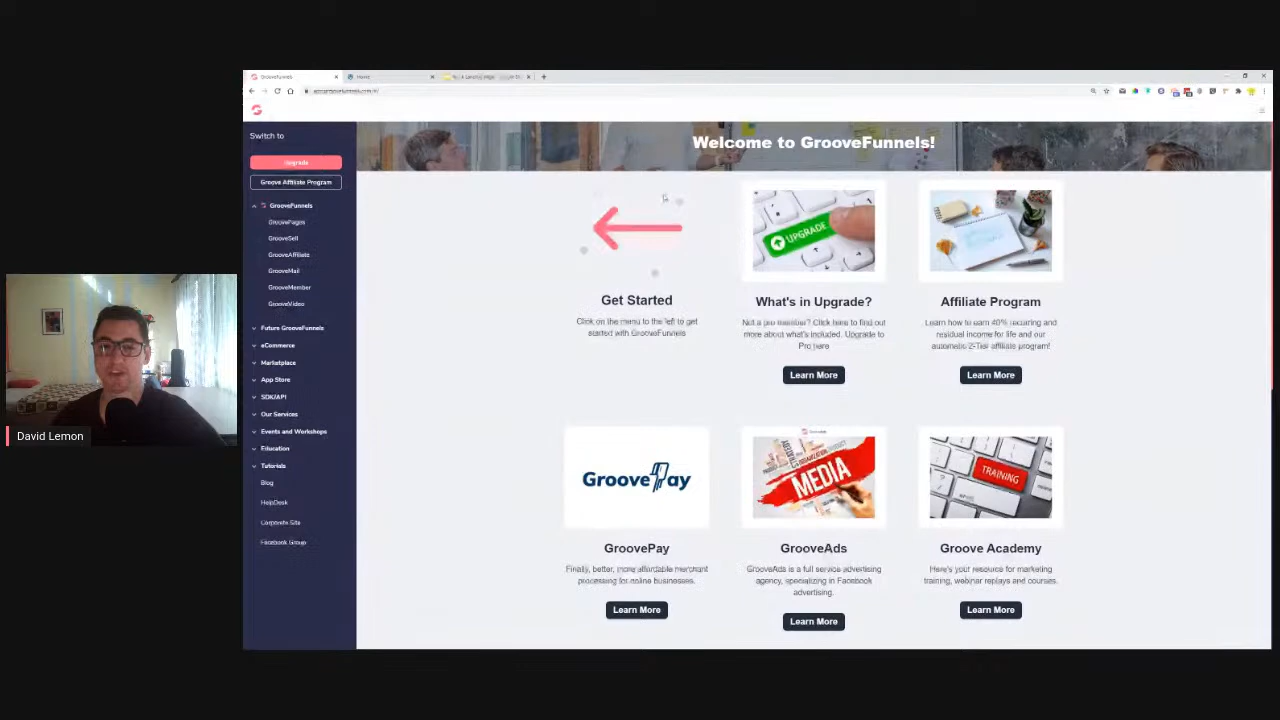 GrooveFunnels
Home
Switch to
Upgrade
Groove Affiliate Program
GrooveFunnels
GroovePages
GrooveSell
GrooveAffiliate
GrooveMail
GrooveMember
GrooveVideo
Future GrooveFunnels
eCommerce
Marketplace
App Store
SDK/API
Our Services
Events and Workshops
Education
Tutorials
Blog
HelpDesk
Corporate Site
Facebook Group
Welcome to GrooveFunnels!
UPGRADE
Get Started
Click on the menu to the left to get
started with GrooveFunnels
What's in Upgrade?
Not a pro member? Click here to find out
more about what's included. Upgrade to
Pro here
Learn More
Affiliate Program
Learn how to earn 40% recurring and
residual income for life and our
automatic 2-Tier affiliate program!
Learn More
GroovePay
MEDIA
TRAINING
GroovePay
Finally, better, more affordable merchant
processing for online businesses.
Learn More
GrooveAds
GrooveAds is a full service advertising
agency, specializing in Facebook
advertising.
Learn More
Groove Academy
Here's your resource for marketing
training, webinar replays and courses.
Learn More
David Lemon